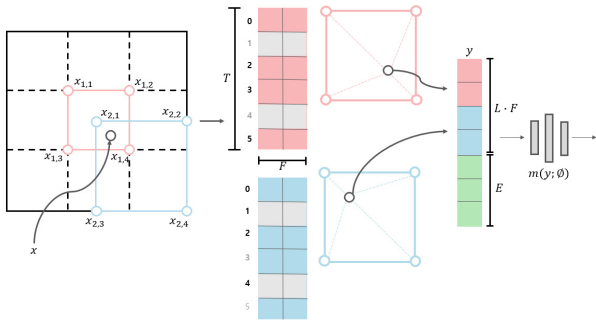 x₁,₁
x₁,₂
x₂,₁
x₂,₂
x₁,₃
x₁,₄
x₂,₃
x₂,₄
x
T
0
1
2
3
4
5
F
0
1
2
3
4
5
y
L · F
E
m(y; ∅)